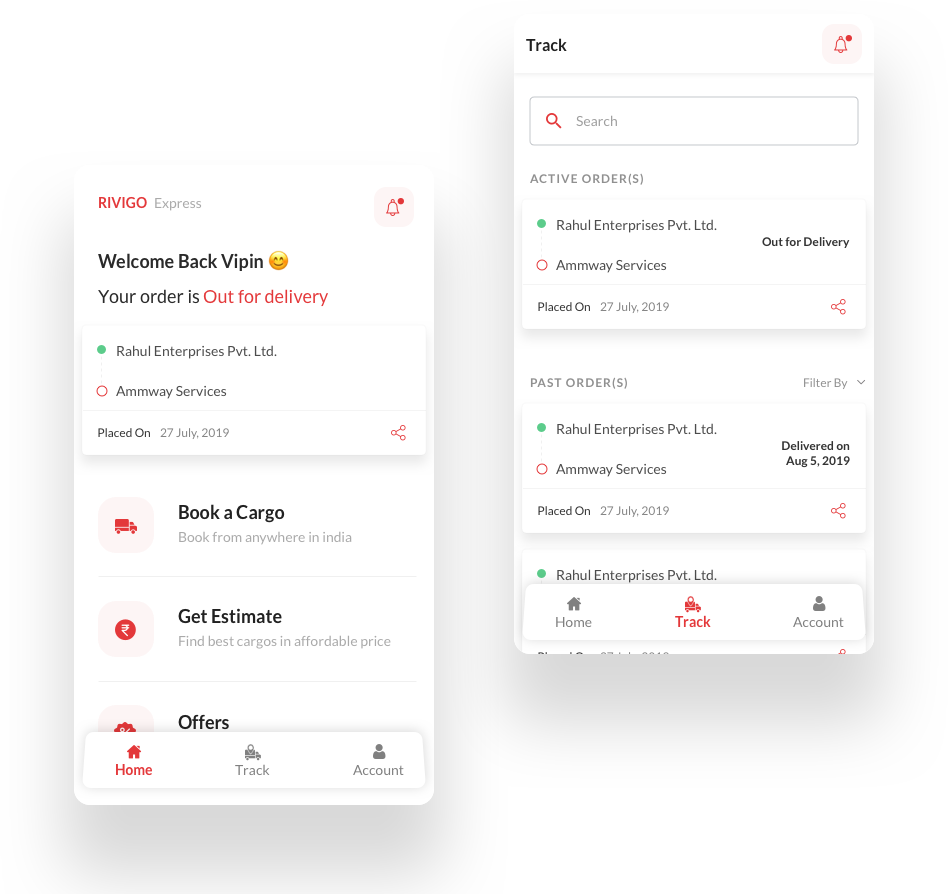 RIVIGO Express
Welcome Back Vipin 😊
Your order is Out for delivery
Rahul Enterprises Pvt. Ltd.
Ammway Services
Placed On 27 July, 2019
Book a Cargo
Book from anywhere in india
Get Estimate
Find best cargos in affordable price
Offers
Home Track Account
Track
Search
ACTIVE ORDER(S)
Rahul Enterprises Pvt. Ltd.
Out for Delivery
Ammway Services
Placed On 27 July, 2019
PAST ORDER(S) Filter By
Rahul Enterprises Pvt. Ltd.
Delivered on
Aug 5, 2019
Ammway Services
Placed On 27 July, 2019
Rahul Enterprises Pvt. Ltd.
Home Track Account